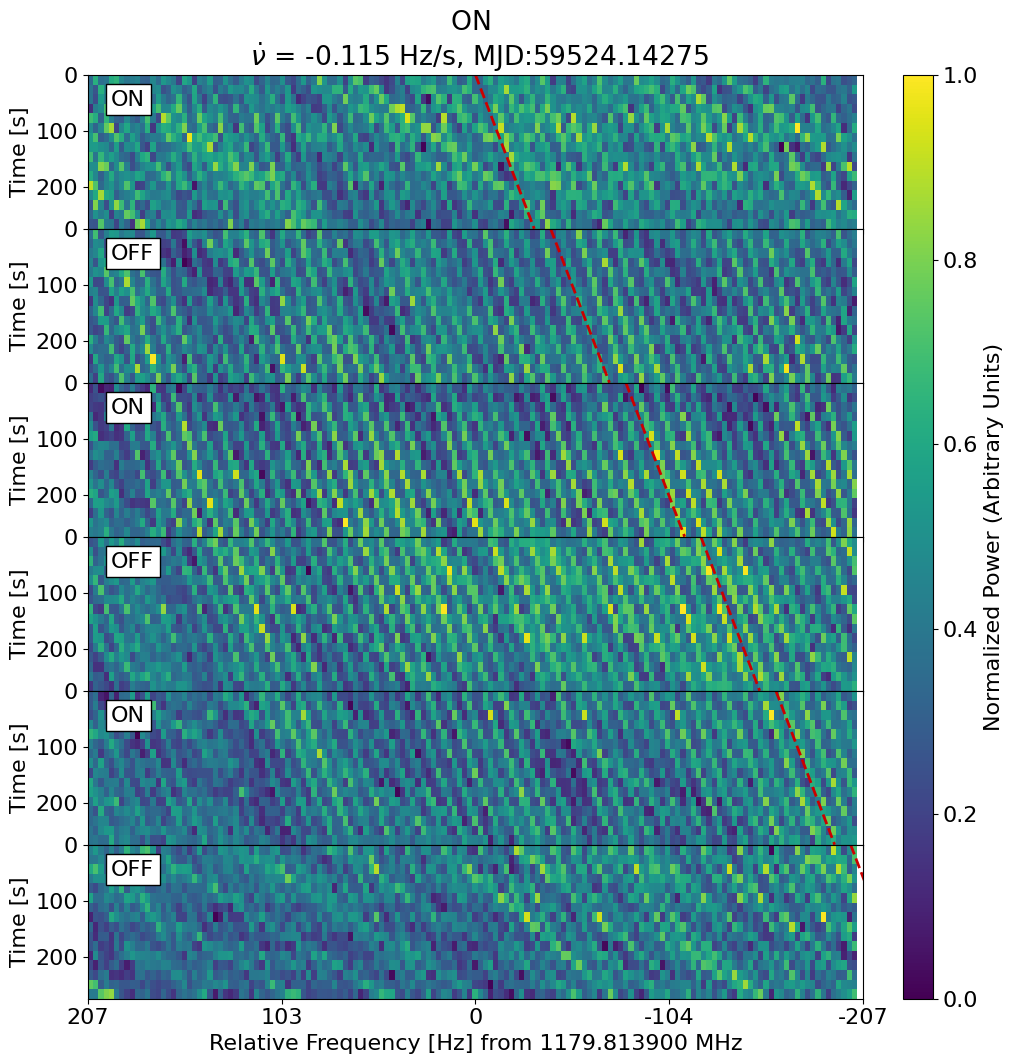 ON
ν̇ = -0.115 Hz/s, MJD:59524.14275
0
ON
100
Time [s]
200
0
OFF
100
Time [s]
200
0
ON
100
Time [s]
200
0
OFF
100
Time [s]
200
0
ON
100
Time [s]
200
0
OFF
100
Time [s]
200
207 103 0 -104 -207
Relative Frequency [Hz] from 1179.813900 MHz
1.0
0.8
0.6
0.4
0.2
0.0
Normalized Power (Arbitrary Units)